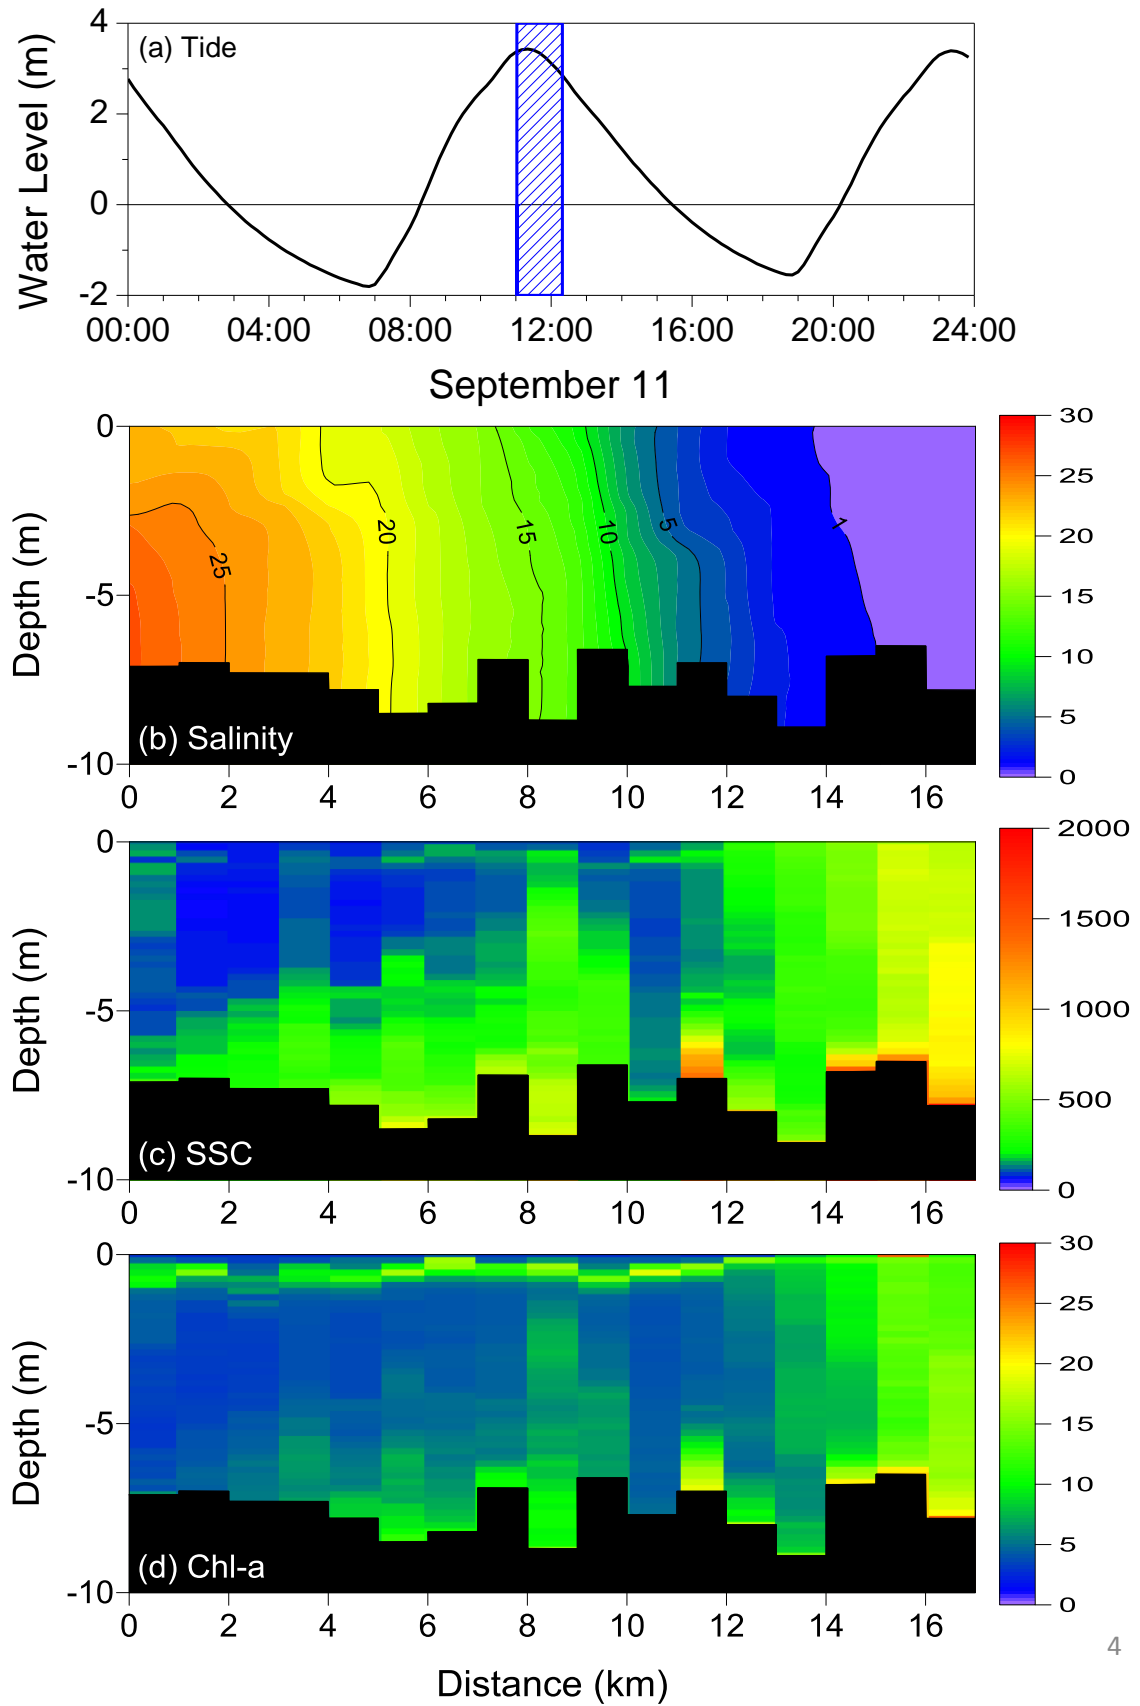 4
2
0
-2
Water Level (m)
(a) Tide
00:00 04:00 08:00 12:00 16:00 20:00 24:00
September 11
0
-5
-10
Depth (m)
25 20 15 10 5 1
(b) Salinity
0 2 4 6 8 10 12 14 16
30
25
20
15
10
5
0
0
-5
-10
Depth (m)
(c) SSC
0 2 4 6 8 10 12 14 16
2000
1500
1000
500
0
0
-5
-10
Depth (m)
(d) Chl-a
0 2 4 6 8 10 12 14 16
30
25
20
15
10
5
0
Distance (km)
4